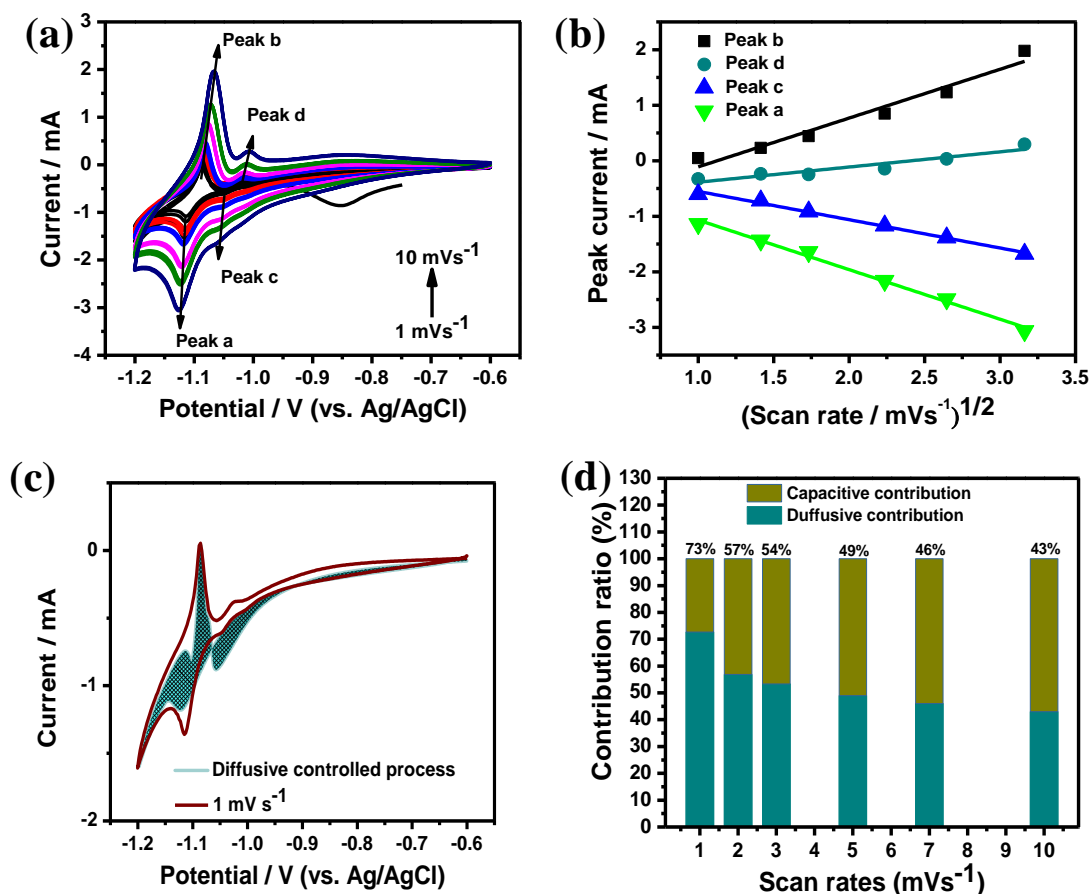 (a)
3
2
1
0
-1
-2
-3
-4
-1.2 -1.1 -1.0 -0.9 -0.8 -0.7 -0.6
Current / mA
Potential / V (vs. Ag/AgCl)
Peak b
Peak d
Peak c
Peak a
10 mVs-1
1 mVs-1
(b)
Peak b
Peak d
Peak c
Peak a
2
1
0
-1
-2
-3
1.0 1.5 2.0 2.5 3.0 3.5
Peak current / mA
(Scan rate / mVs-1)1/2
(c)
0
-1
-2
-1.2 -1.1 -1.0 -0.9 -0.8 -0.7 -0.6
Current / mA
Potential / V (vs. Ag/AgCl)
Diffusive controlled process
1 mV s-1
(d)
Capacitive contribution
Duffusive contribution
130
120
110
100
90
80
70
60
50
40
30
20
10
0
73% 57% 54% 49% 46% 43%
1 2 3 4 5 6 7 8 9 10
Contribution ratio (%)
Scan rates (mVs-1)